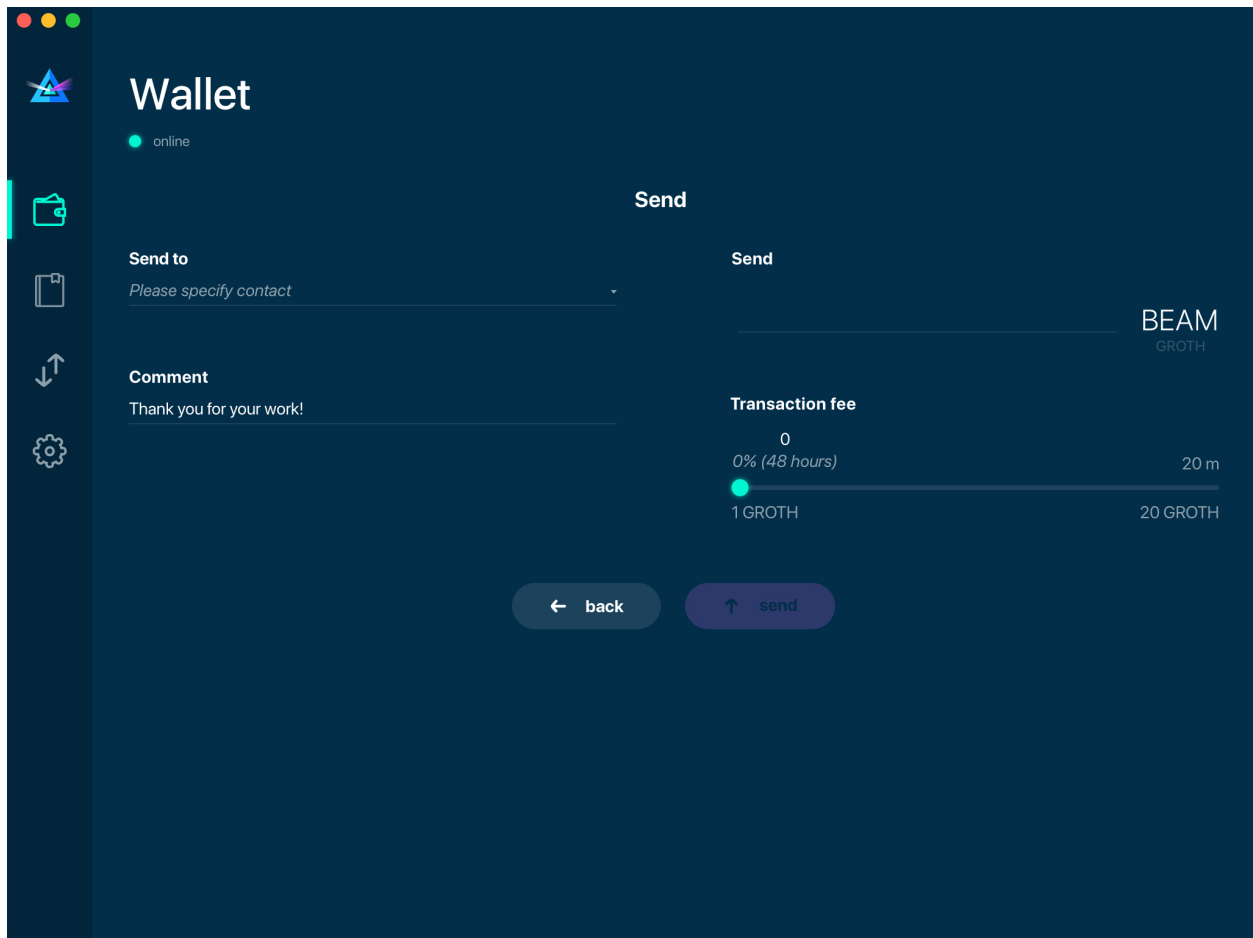 Wallet
online
Send
Send to
Please specify contact
Comment
Thank you for your work!
Send
BEAM
GROTH
Transaction fee
0
0% (48 hours)
20 m
1 GROTH
20 GROTH
back
send